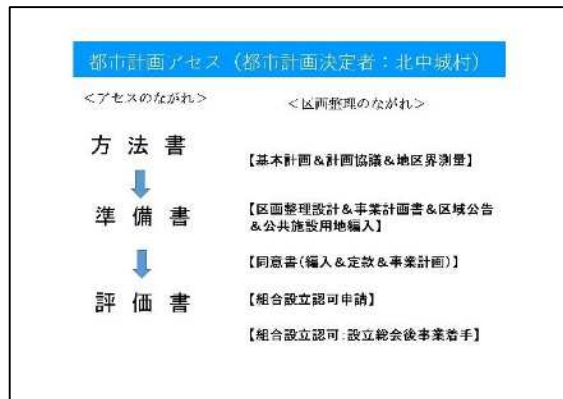 都市計画アセス（都市計画決定者：北中城村）
＜アセスのながれ＞
＜区画整理のながれ＞
方 法 書
【基本計画＆計画協議＆地区界測量】
準 備 書
【区画整理設計＆事業計画書＆区域公告
＆公共施設用地編入】
【同意書(編入＆定款＆事業計画)】
評 価 書
【組合設立認可申請】
【組合設立認可:設立総会後事業着手】